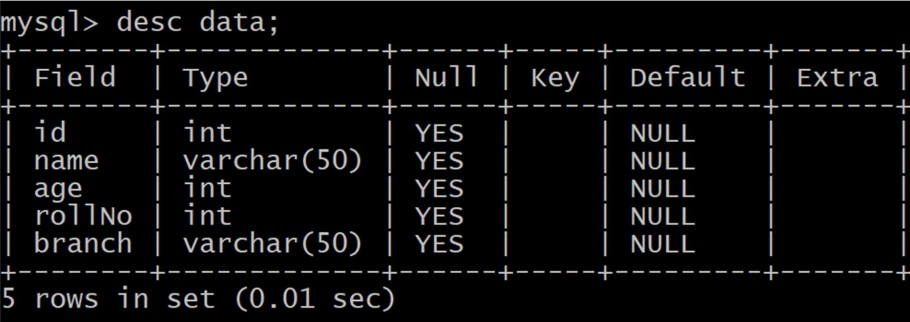 mysql> desc data;
+---------+-------------+------+-----+---------+-------+
| Field   | Type        | Null | Key | Default | Extra |
+---------+-------------+------+-----+---------+-------+
| id      | int         | YES  |     | NULL    |       |
| name    | varchar(50) | YES  |     | NULL    |       |
| age     | int         | YES  |     | NULL    |       |
| rollNo  | int         | YES  |     | NULL    |       |
| branch  | varchar(50) | YES  |     | NULL    |       |
+---------+-------------+------+-----+---------+-------+
5 rows in set (0.01 sec)